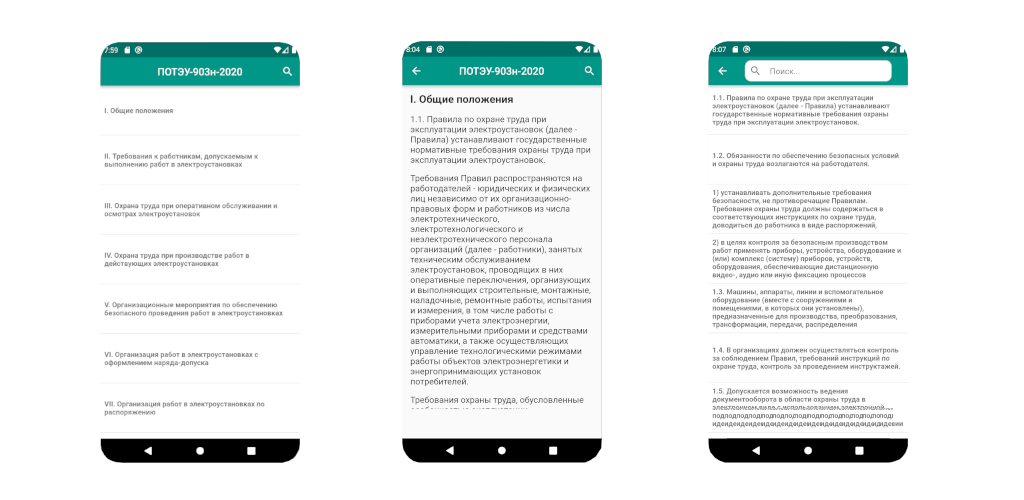 7:59
ПОТЭУ-903н-2020
I. Общие положения
II. Требования к работникам, допускаемым к
выполнению работ в электроустановках
III. Охрана труда при оперативном обслуживании и
осмотрах электроустановок
IV. Охрана труда при производстве работ в
действующих электроустановках
V. Организационные мероприятия по обеспечению
безопасного проведения работ в электроустановках
VI. Организация работ в электроустановках с
оформлением наряда-допуска
VII. Организация работ в электроустановках по
распоряжению
8:04
ПОТЭУ-903н-2020
I. Общие положения
1.1. Правила по охране труда при
эксплуатации электроустановок (далее -
Правила) устанавливают государственные
нормативные требования охраны труда при
эксплуатации электроустановок.
Требования Правил распространяются на
работодателей - юридических и физических
лиц независимо от их организационно-
правовых форм и работников из числа
электротехнического,
электротехнологического и
неэлектротехнического персонала
организаций (далее - работники), занятых
техническим обслуживанием
электроустановок, проводящих в них
оперативные переключения, организующих
и выполняющих строительные, монтажные,
наладочные, ремонтные работы, испытания
и измерения, в том числе работы с
приборами учета электроэнергии,
измерительными приборами и средствами
автоматики, а также осуществляющих
управление технологическими режимами
работы объектов электроэнергетики и
энергопринимающих установок
потребителей.
Требования охраны труда, обусловленные
8:07
Поиск...
1.1. Правила по охране труда при эксплуатации
электроустановок (далее - Правила) устанавливают
государственные нормативные требования охраны
труда при эксплуатации электроустановок.
1.2. Обязанности по обеспечению безопасных условий
и охраны труда возлагаются на работодателя.
1) устанавливать дополнительные требования
безопасности, не противоречащие Правилам.
Требования охраны труда должны содержаться в
соответствующих инструкциях по охране труда,
доводиться до работника в виде распоряжений,
2) в целях контроля за безопасным производством
работ применять приборы, устройства, оборудование и
(или) комплекс (систему) приборов, устройств,
оборудования, обеспечивающие дистанционную
видео-, аудио или иную фиксацию процессов
1.3. Машины, аппараты, линии и вспомогательное
оборудование (вместе с сооружениями и
помещениями, в которых они установлены),
предназначенные для производства, преобразования,
трансформации, передачи, распределения
1.4. В организациях должен осуществляться контроль
за соблюдением Правил, требований инструкций по
охране труда, контроль за проведением инструктажей.
1.5. Допускается возможность ведения
документооборота в области охраны труда в